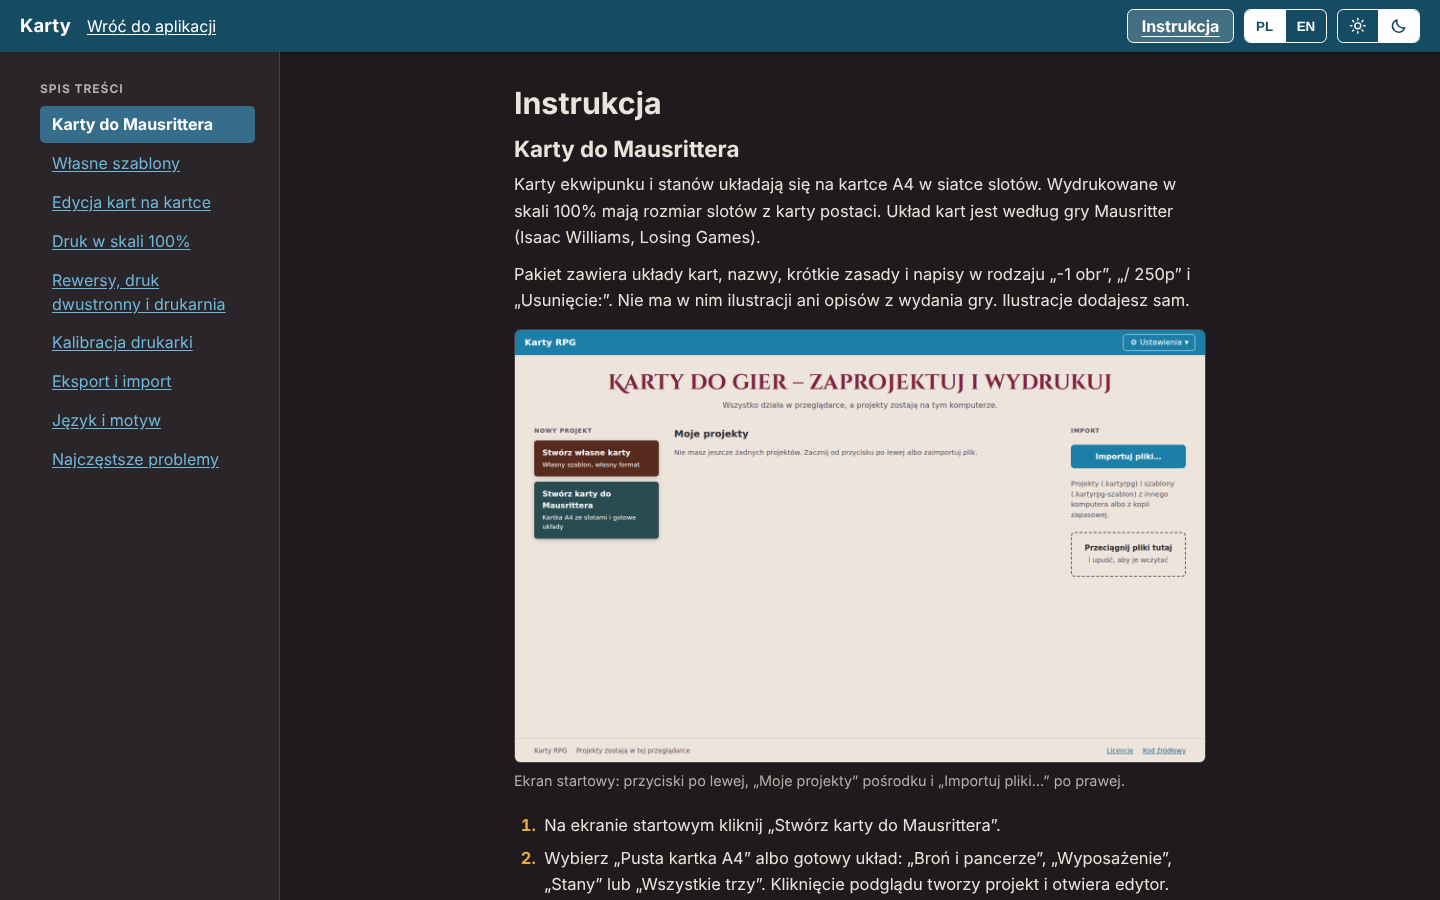 Karty
Wróć do aplikacji
Instrukcja
PL
EN
SPIS TREŚCI
Karty do Mausrittera
Własne szablony
Edycja kart na kartce
Druk w skali 100%
Rewersy, druk
dwustronny i drukarnia
Kalibracja drukarki
Eksport i import
Język i motyw
Najczęstsze problemy
Instrukcja
Karty do Mausrittera
Karty ekwipunku i stanów układają się na kartce A4 w siatce slotów. Wydrukowane w
skali 100% mają rozmiar slotów z karty postaci. Układ kart jest według gry Mausritter
(Isaac Williams, Losing Games).
Pakiet zawiera układy kart, nazwy, krótkie zasady i napisy w rodzaju „-1 obr”, „/ 250p” i
„Usunięcie:”. Nie ma w nim ilustracji ani opisów z wydania gry. Ilustracje dodajesz sam.
Karty RPG
⚙ Ustawienia ▾
KARTY DO GIER – ZAPROJEKTUJ I WYDRUKUJ
Wszystko działa w przeglądarce, a projekty zostają na tym komputerze.
NOWY PROJEKT
Stwórz własne karty
Własny szablon, własny format
Stwórz karty do
Mausrittera
Kartka A4 ze slotami i gotowe
układy
Moje projekty
Nie masz jeszcze żadnych projektów. Zacznij od przycisku po lewej albo zaimportuj plik.
IMPORT
Importuj pliki…
Projekty (.kartyrpg) i szablony
(.kartyrpg-szablon) z innego
komputera albo z kopii
zapasowej.
Przeciągnij pliki tutaj
i upuść, aby je wczytać
Karty RPG
Projekty zostają w tej przeglądarce
Licencje
Kod źródłowy
Ekran startowy: przyciski po lewej, „Moje projekty” pośrodku i „Importuj pliki…” po prawej.
1. Na ekranie startowym kliknij „Stwórz karty do Mausrittera”.
2. Wybierz „Pusta kartka A4” albo gotowy układ: „Broń i pancerze”, „Wyposażenie”,
„Stany” lub „Wszystkie trzy”. Kliknięcie podglądu tworzy projekt i otwiera edytor.